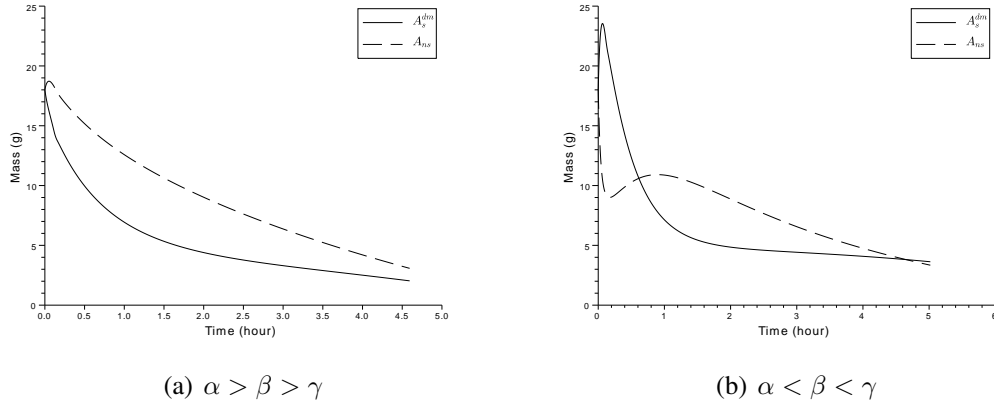 25
20
15
10
5
0
Mass (g)
0.0 0.5 1.0 1.5 2.0 2.5 3.0 3.5 4.0 4.5 5.0
Time (hour)
A_s^{dm}
A_{ns}
(a) α > β > γ
25
20
15
10
5
0
Mass (g)
0 1 2 3 4 5 6
Time (hour)
A_s^{dm}
A_{ns}
(b) α < β < γ